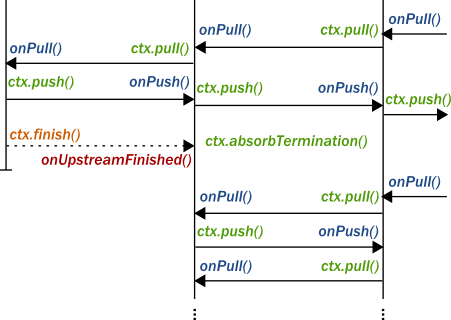 onPull()
onPull() ctx.pull()
onPull() ctx.pull()
ctx.push() onPush()
ctx.push() onPush()
ctx.push()
ctx.finish()
ctx.absorbTermination()
onUpstreamFinished()
onPull()
onPull() ctx.pull()
ctx.push() onPush()
onPull() ctx.pull()